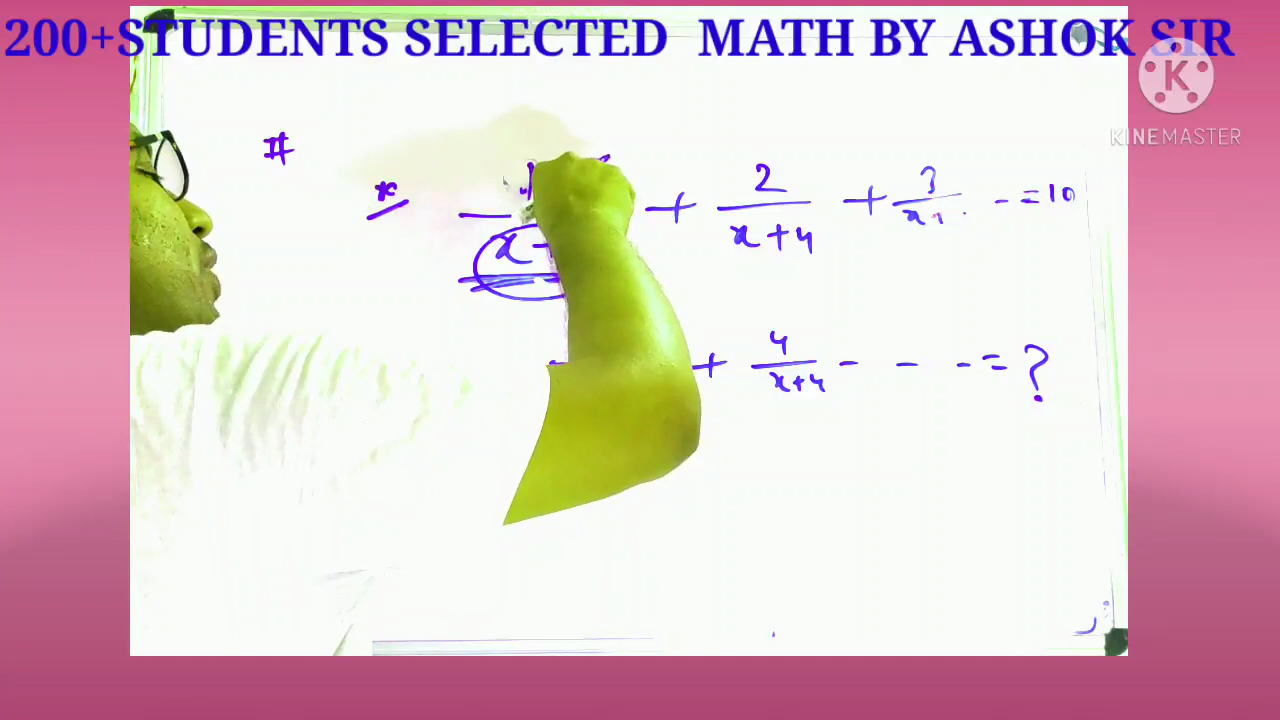 200+STUDENTS SELECTED MATH BY ASHOK SIR
K
KINEMASTER
#
* x + 2/x+4 + 3/x+ - = 10
+ 4/x+4 - - - = ?